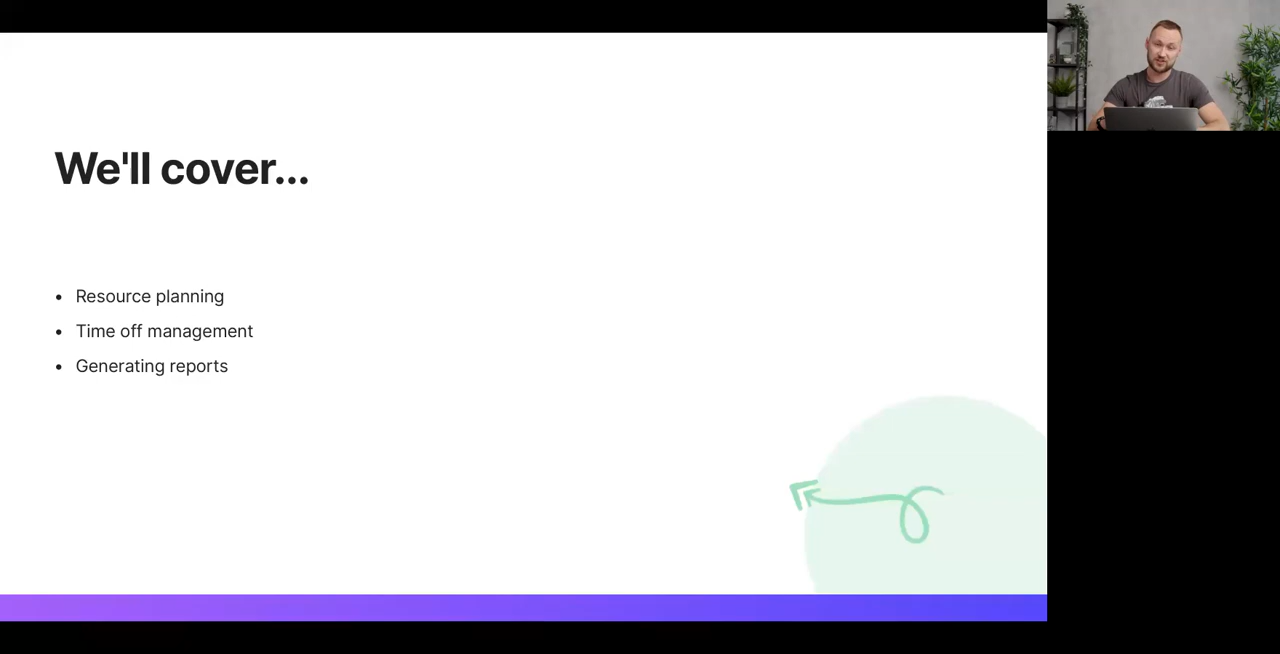 We'll cover...
• Resource planning
• Time off management
• Generating reports